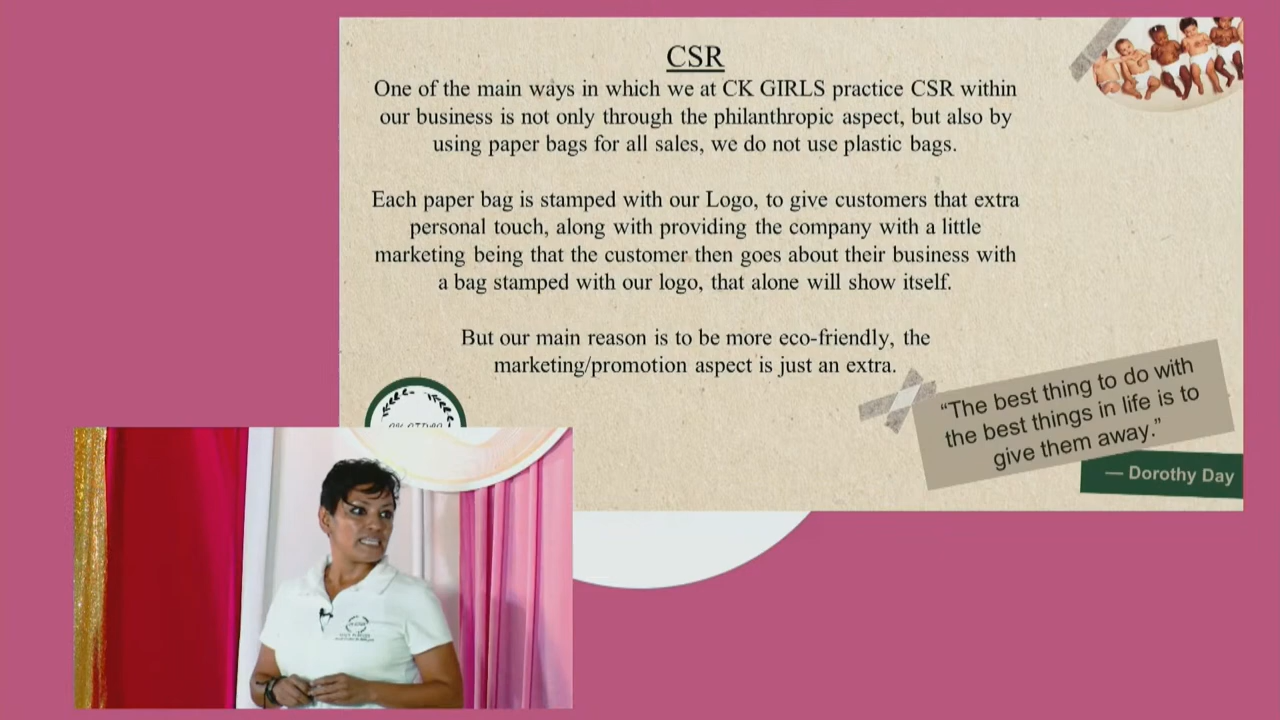 CSR
One of the main ways in which we at CK GIRLS practice CSR within
our business is not only through the philanthropic aspect, but also by
using paper bags for all sales, we do not use plastic bags.
Each paper bag is stamped with our Logo, to give customers that extra
personal touch, along with providing the company with a little
marketing being that the customer then goes about their business with
a bag stamped with our logo, that alone will show itself.
But our main reason is to be more eco-friendly, the
marketing/promotion aspect is just an extra.
“The best thing to do with
the best things in life is to
give them away.”
— Dorothy Day